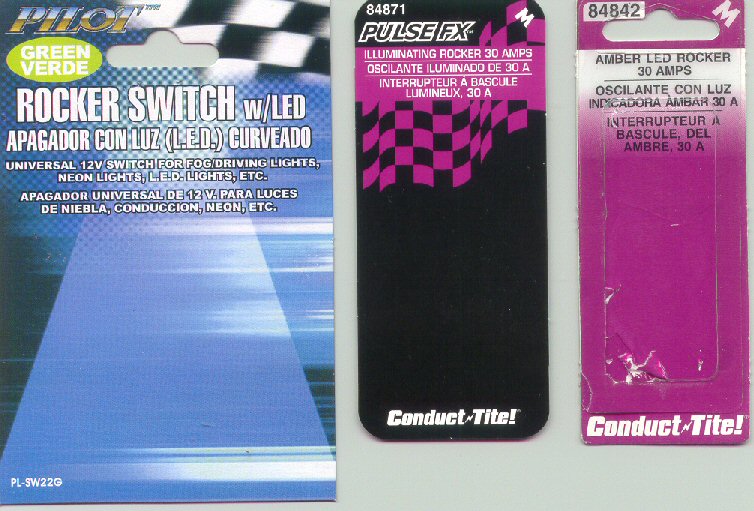 PILOT™
GREEN
VERDE
ROCKER SWITCH W/LED
APAGADOR CON LUZ (L.E.D.) CURVEADO
UNIVERSAL 12V SWITCH FOR FOG/DRIVING LIGHTS,
NEON LIGHTS, L.E.D. LIGHTS, ETC.
APAGADOR UNIVERSAL DE 12 V. PARA LUCES
DE NIEBLA, CONDUCCION, NEON, ETC.
PL-SW22G
84871
M
PULSE FX™
ILLUMINATING ROCKER 30 AMPS
OSCILANTE ILUMINADO DE 30 A
INTERRUPTEUR À BASCULE
LUMINEUX, 30 A
Conduct Tite!
84842
M
AMBER LED ROCKER
30 AMPS
OSCILANTE CON LUZ
INDICADORA ÁMBAR 30 A
INTERRUPTEUR À
BASCULE, DEL
AMBRE, 30 A
Conduct Tite!